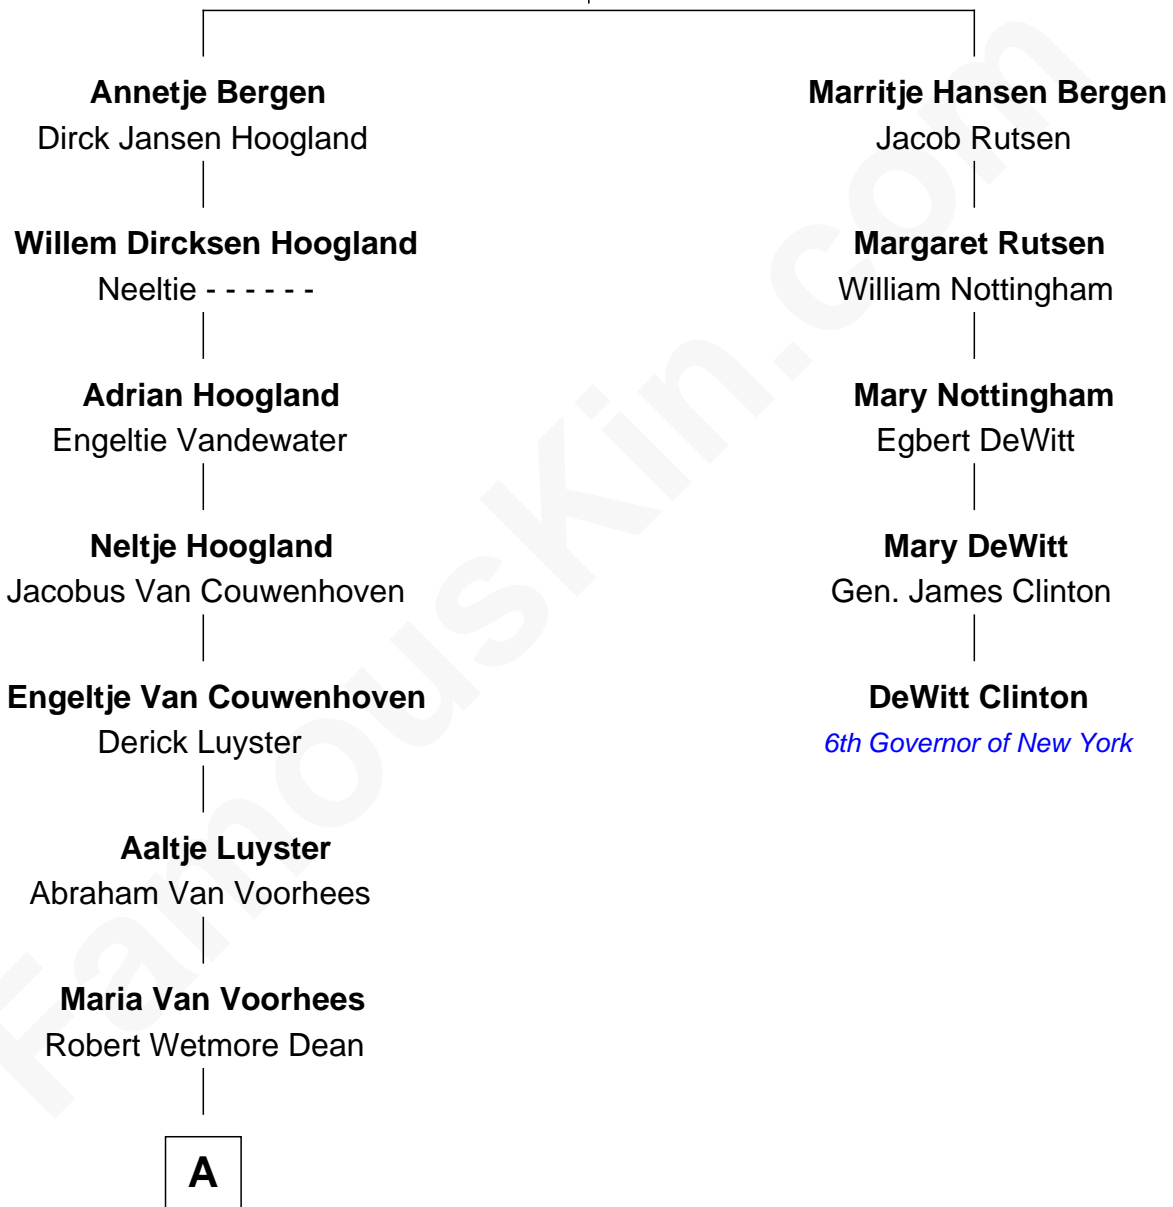 Annetje Bergen
Dirck Jansen Hoogland
Willem Dircksen Hoogland
Neeltie - - - - - -
Adrian Hoogland
Engeltie Vandewater
Neltje Hoogland
Jacobus Van Couwenhoven
Engeltje Van Couwenhoven
Derick Luyster
Aaltje Luyster
Abraham Van Voorhees
Maria Van Voorhees
Robert Wetmore Dean
A
Marritje Hansen Bergen
Jacob Rutsen
Margaret Rutsen
William Nottingham
Mary Nottingham
Egbert DeWitt
Mary DeWitt
Gen. James Clinton
DeWitt Clinton
6th Governor of New York
FamousKin.com